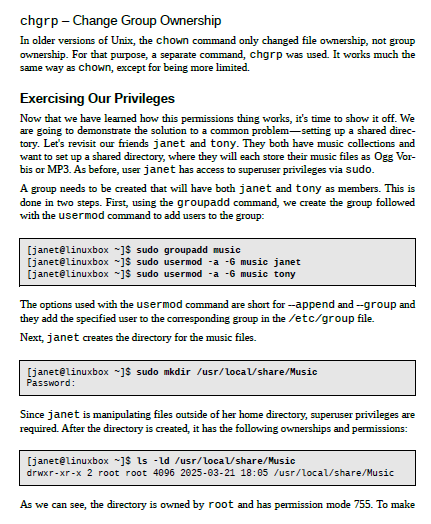 chgrp – Change Group Ownership
In older versions of Unix, the chown command only changed file ownership, not group
ownership. For that purpose, a separate command, chgrp was used. It works much the
same way as chown, except for being more limited.
Exercising Our Privileges
Now that we have learned how this permissions thing works, it's time to show it off. We
are going to demonstrate the solution to a common problem—setting up a shared direc-
tory. Let's revisit our friends janet and tony. They both have music collections and
want to set up a shared directory, where they will each store their music files as Ogg Vor-
bis or MP3. As before, user janet has access to superuser privileges via sudo.
A group needs to be created that will have both janet and tony as members. This is
done in two steps. First, using the groupadd command, we create the group followed
with the usermod command to add users to the group:
[janet@linuxbox ~]$ sudo groupadd music
[janet@linuxbox ~]$ sudo usermod -a -G music janet
[janet@linuxbox ~]$ sudo usermod -a -G music tony
The options used with the usermod command are short for --append and --group and
they add the specified user to the corresponding group in the /etc/group file.
Next, janet creates the directory for the music files.
[janet@linuxbox ~]$ sudo mkdir /usr/local/share/Music
Password:
Since janet is manipulating files outside of her home directory, superuser privileges are
required. After the directory is created, it has the following ownerships and permissions:
[janet@linuxbox ~]$ ls -ld /usr/local/share/Music
drwxr-xr-x 2 root root 4096 2025-03-21 18:05 /usr/local/share/Music
As we can see, the directory is owned by root and has permission mode 755. To make